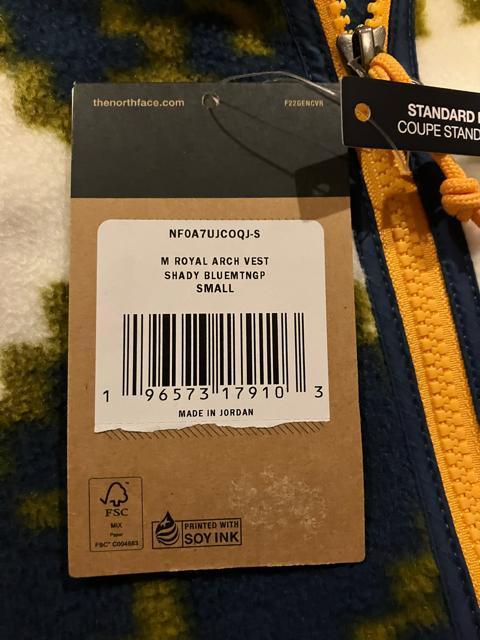 thenorthface.com
F22GENCVR
STANDARD
COUPE STAND
NF0A7UJCOQJ-S
M ROYAL ARCH VEST
SHADY BLUEMTNGP
SMALL
1 96573 17910 3
MADE IN JORDAN
FSC
MIX
Paper
FSC® C004683
PRINTED WITH
SOY INK